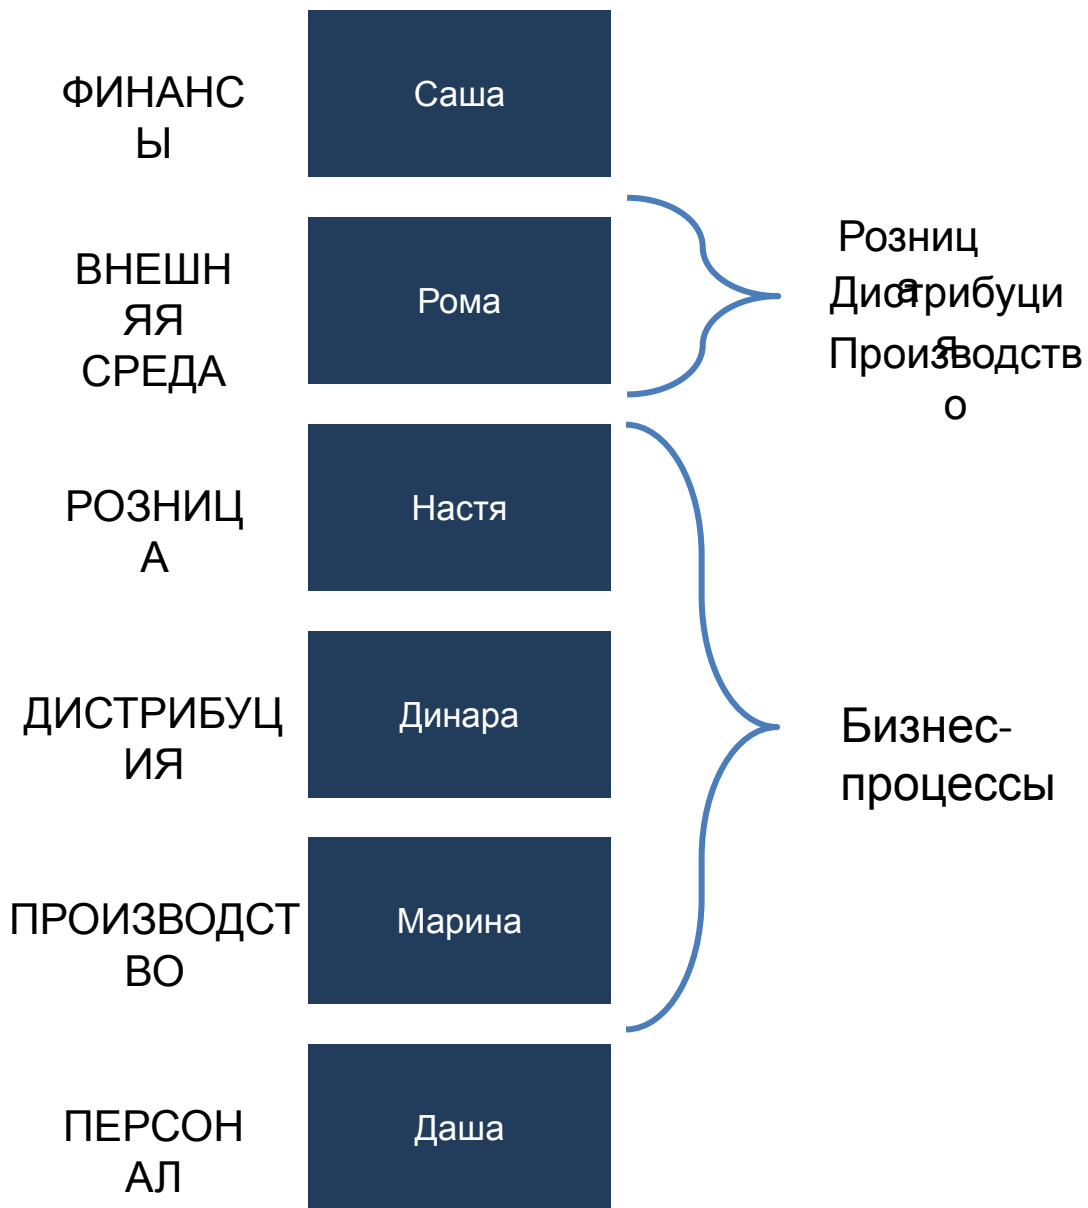 ФИНАНС
Ы
Саша
ВНЕШН
ЯЯ
СРЕДА
Рома
Розниц
а
Дистрибуци
я
Производств
о
РОЗНИЦ
А
Настя
ДИСТРИБУЦ
ИЯ
Динара
Бизнес-
процессы
ПРОИЗВОДСТ
ВО
Марина
ПЕРСОН
АЛ
Даша